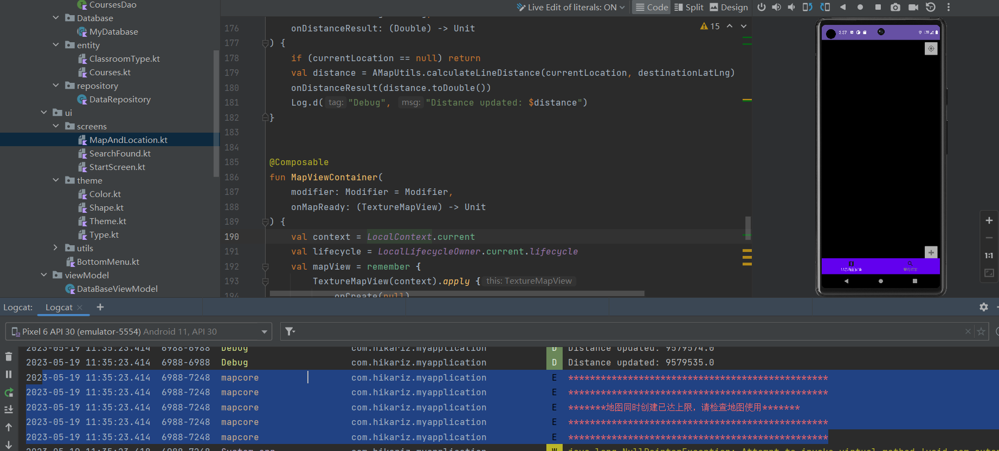 CoursesDao
Database
MyDatabase
entity
ClassroomType.kt
Courses.kt
repository
DataRepository
ui
screens
MapAndLocation.kt
SearchFound.kt
StartScreen.kt
theme
Color.kt
Shape.kt
Theme.kt
Type.kt
utils
BottomMenu.kt
viewModel
DataBaseViewModel
Live Edit of literals: ON
Code
Split
Design
15
176 onDistanceResult: (Double) -> Unit
177 ) {
178 if (currentLocation == null) return
179 val distance = AMapUtils.calculateLineDistance(currentLocation, destinationLatLng)
180 onDistanceResult(distance.toDouble())
181 Log.d( tag: "Debug", msg: "Distance updated: $distance")
182 }
183
184
185 @Composable
186 fun MapViewContainer(
187 modifier: Modifier = Modifier,
188 onMapReady: (TextureMapView) -> Unit
189 ) {
190 val context = LocalContext.current
191 val lifecycle = LocalLifecycleOwner.current.lifecycle
192 val mapView = remember {
193 TextureMapView(context).apply { this: TextureMapView
194 onCreate(null)
3:37
LTE
1:1
Logcat:
Logcat
Pixel 6 API 30 (emulator-5554) Android 11, API 30
2023-05-19 11:35:23.414 6988-6988 Debug com.hikariz.myapplication D Distance updated: 9579574.0
2023-05-19 11:35:23.414 6988-6988 Debug com.hikariz.myapplication D Distance updated: 9579535.0
2023-05-19 11:35:23.414 6988-7248 mapcore com.hikariz.myapplication E ************************************************
2023-05-19 11:35:23.414 6988-7248 mapcore com.hikariz.myapplication E ************************************************
2023-05-19 11:35:23.414 6988-7248 mapcore com.hikariz.myapplication E *******地图同时创建已达上限，请检查地图使用*******
2023-05-19 11:35:23.414 6988-7248 mapcore com.hikariz.myapplication E ************************************************
2023-05-19 11:35:23.414 6988-7248 mapcore com.hikariz.myapplication E ************************************************
2023-05-19 11:35:23.418 6988-7248 System.err com.hikariz.myapplication W java.lang.NullPointerException: Attempt to invoke virtual method